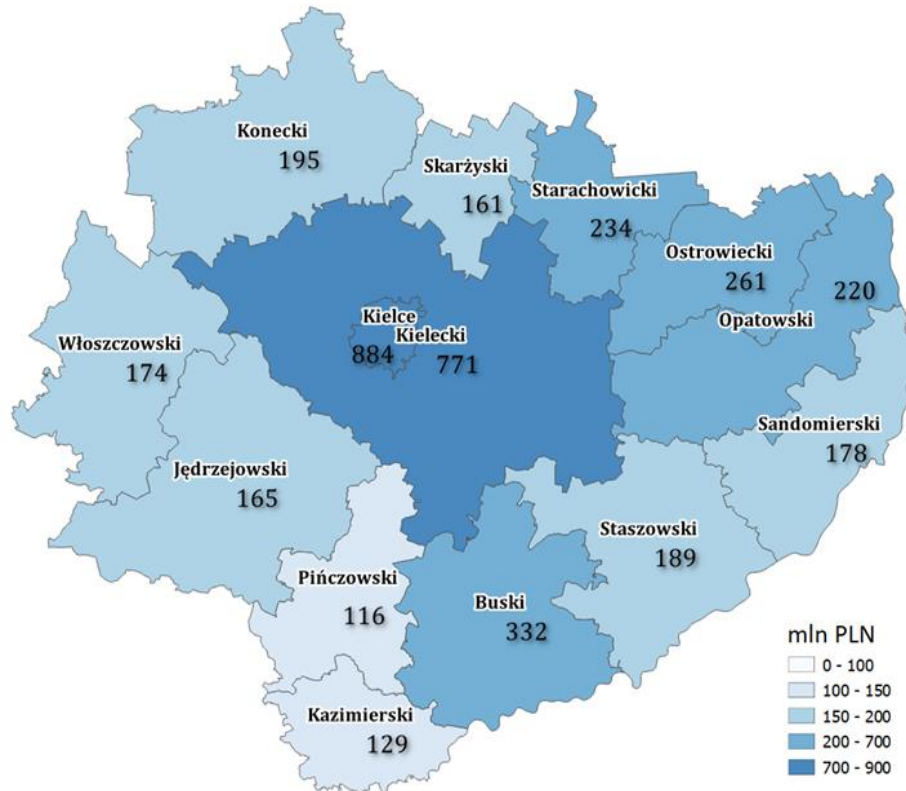 Konecki
195
Skarżyski
161
Starachowicki
234
Ostrowiecki
261
220
Opatowski
Kielce
884
Kielecki
771
Włoszczowski
174
Sandomierski
178
Jędrzejowski
165
Staszowski
189
Pińczowski
116
Buski
332
Kazimierski
129
mln PLN
0 - 100
100 - 150
150 - 200
200 - 700
700 - 900